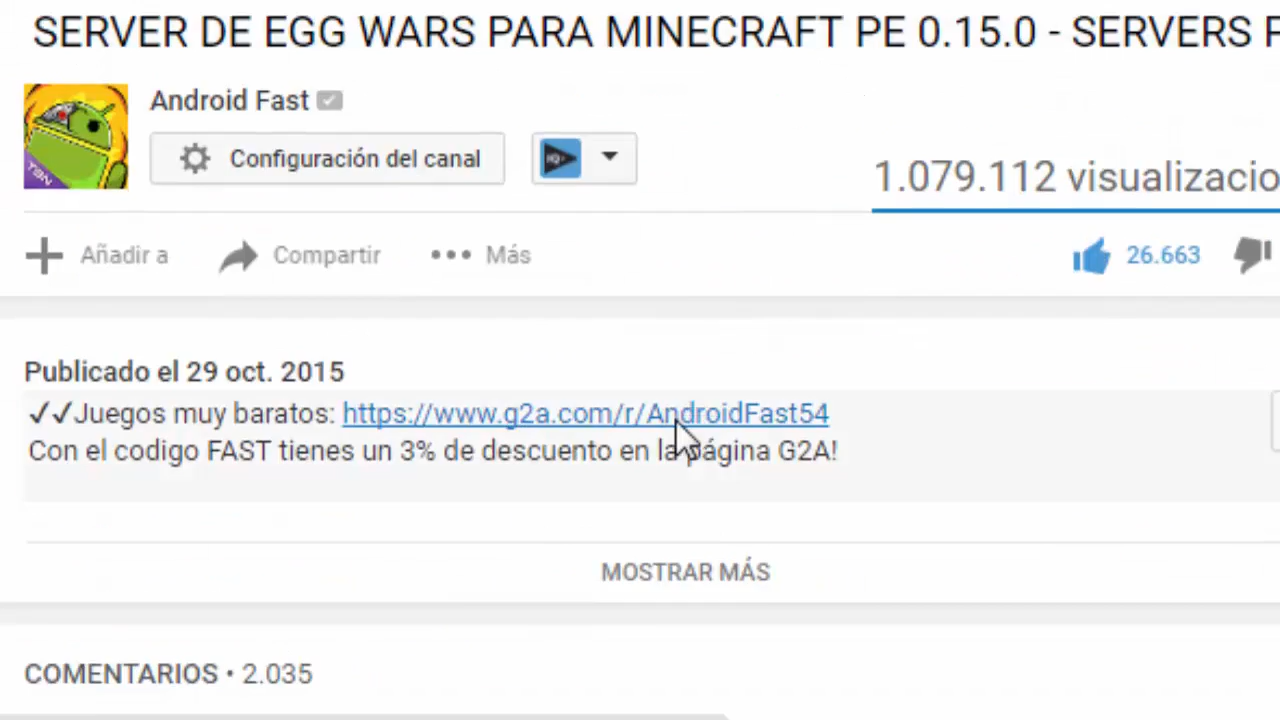 SERVER DE EGG WARS PARA MINECRAFT PE 0.15.0 - SERVERS
Android Fast
TGN
Configuración del canal
1.079.112 visualizacio
Añadir a
Compartir
Más
26.663
Publicado el 29 oct. 2015
✓✓Juegos muy baratos: https://www.g2a.com/r/AndroidFast54
Con el codigo FAST tienes un 3% de descuento en la página G2A!
MOSTRAR MÁS
COMENTARIOS • 2.035